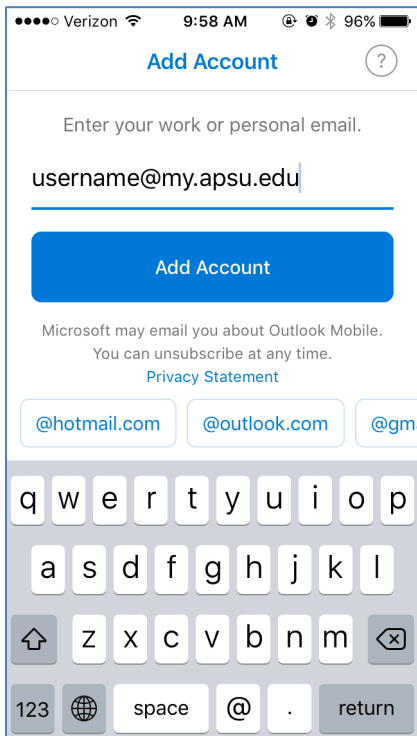 Verizon 9:58 AM 96%
Add Account ?
Enter your work or personal email.
username@my.apsu.edu
Add Account
Microsoft may email you about Outlook Mobile.
You can unsubscribe at any time.
Privacy Statement
@hotmail.com @outlook.com @gma
q w e r t y u i o p
a s d f g h j k l
z x c v b n m
123 space @ . return